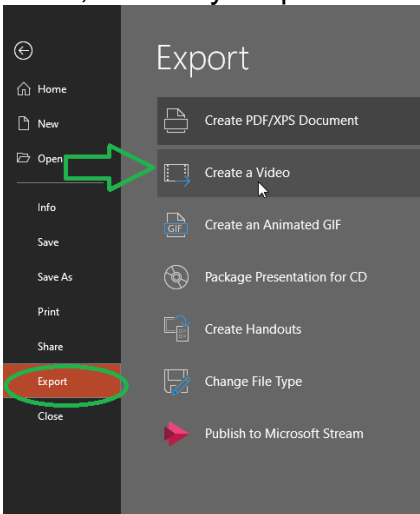 Export
Home
New
Open
Info
Save
Save As
Print
Share
Export
Close
Create PDF/XPS Document
Create a Video
GIF
Create an Animated GIF
Package Presentation for CD
Create Handouts
Change File Type
Publish to Microsoft Stream